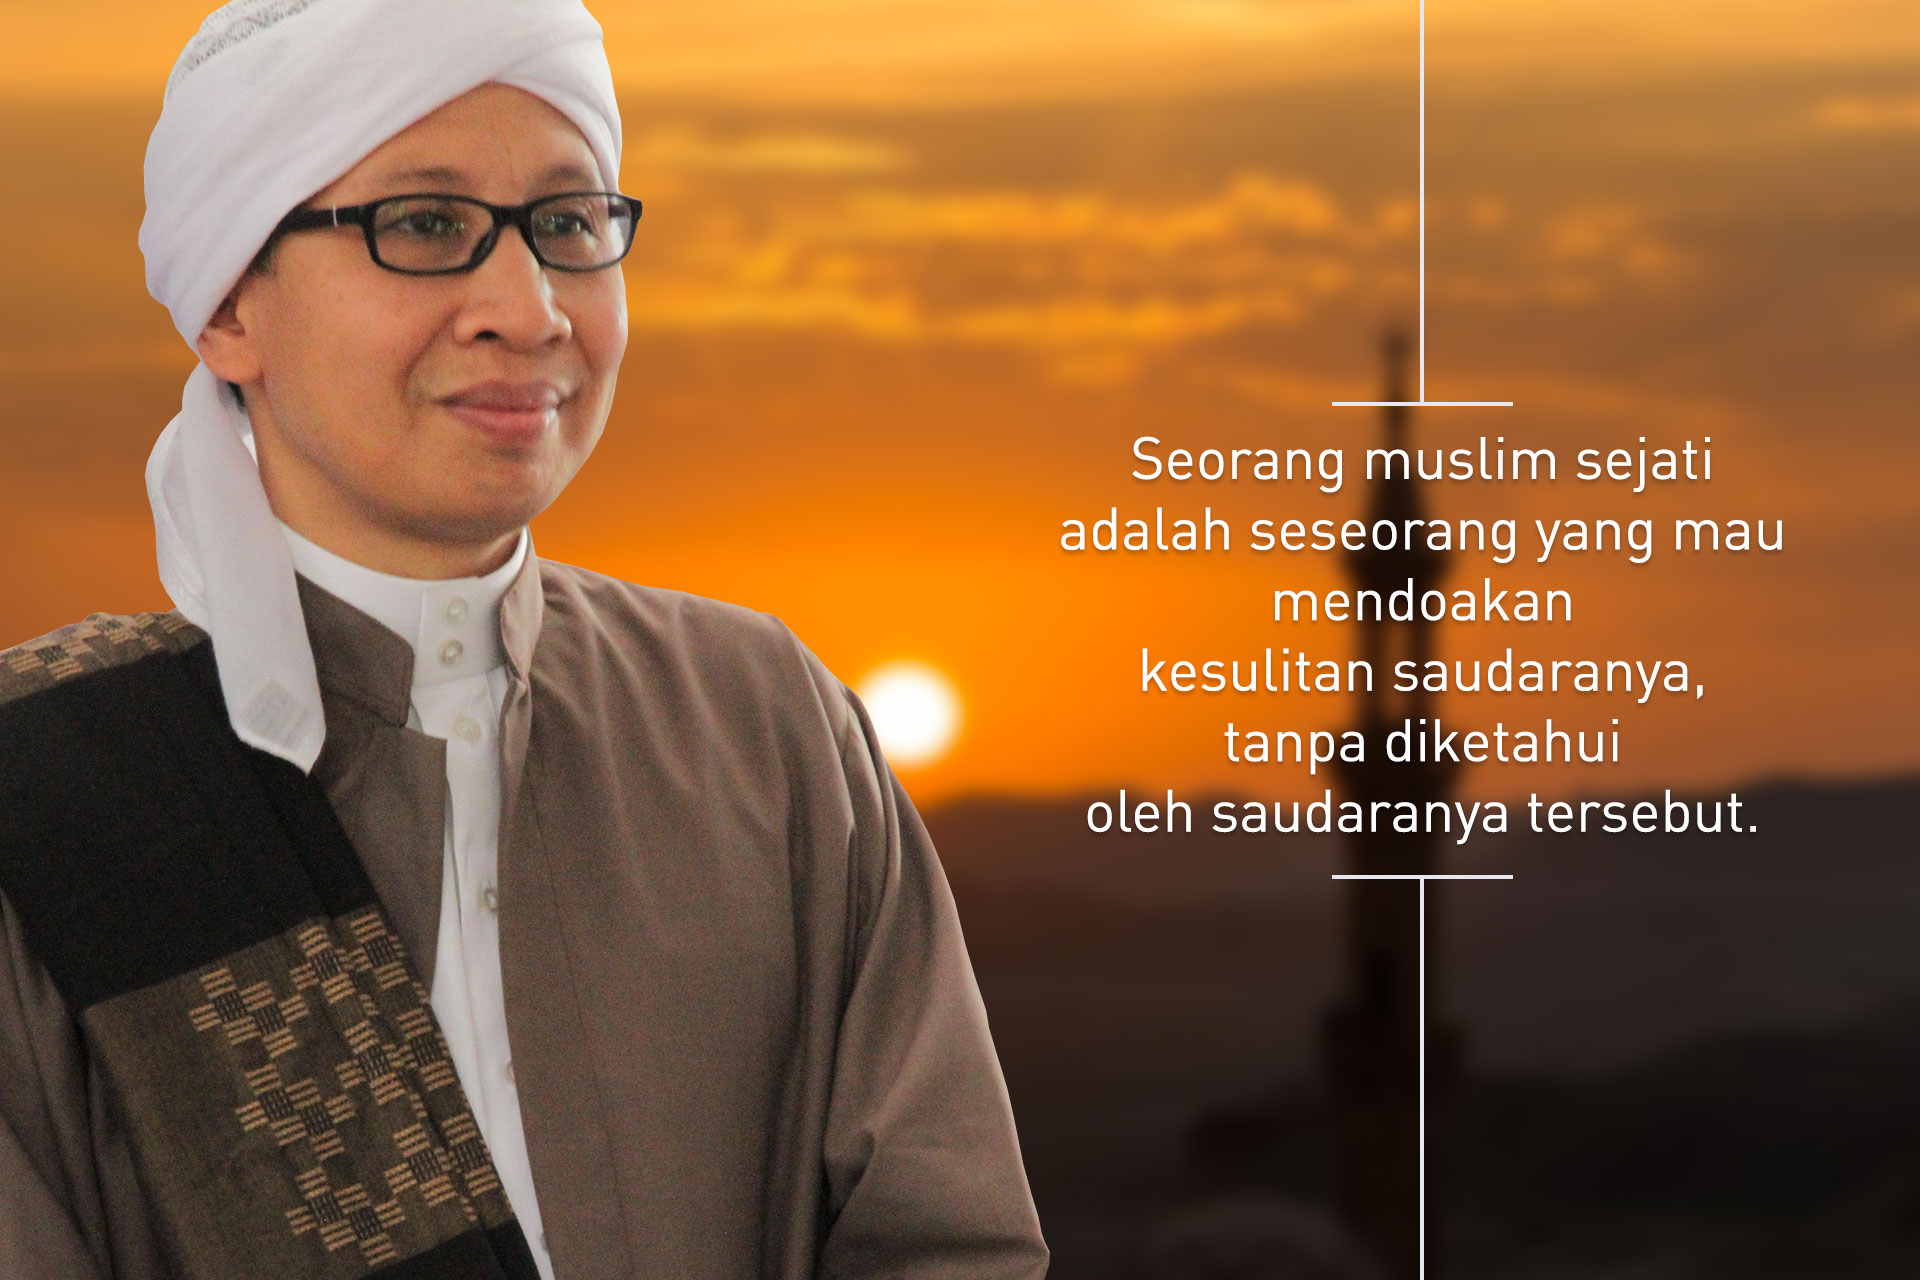 Seorang muslim sejati
adalah seseorang yang mau
mendoakan
kesulitan saudaranya,
tanpa diketahui
oleh saudaranya tersebut.